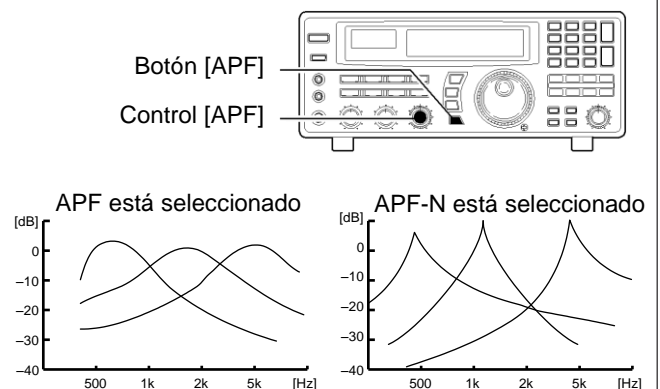 Botón [APF]
Control [APF]
APF está seleccionado
[dB]
0
–10
–20
–30
–40
500 1k 2k 5k [Hz]
APF-N está seleccionado
[dB]
0
–10
–20
–30
–40
500 1k 2k 5k [Hz]